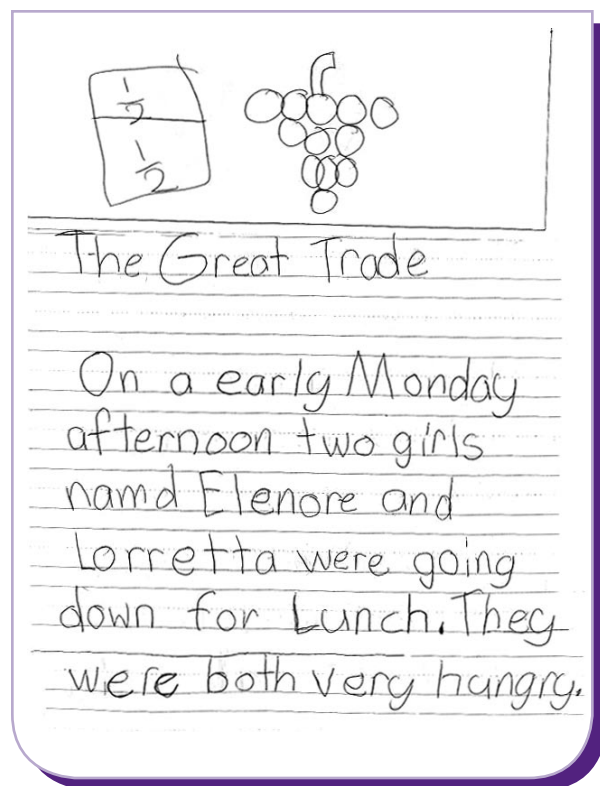 1/2
1/2
The Great Trade
On a early Monday
afternoon two girls
namd Elenore and
Lorretta were going
down for Lunch. They
were both very hungry.